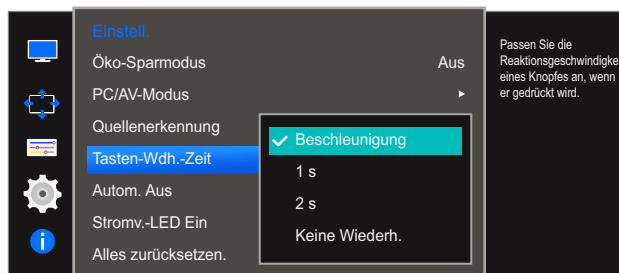 Einstell.
Öko-Sparmodus Aus
PC/AV-Modus
Quellenerkennung
Tasten-Wdh.-Zeit
Autom. Aus
Stromv.-LED Ein
Alles zurücksetzen.
Beschleunigung
1 s
2 s
Keine Wiederh.
Passen Sie die
Reaktionsgeschwindigke
eines Knopfes an, wenn
er gedrückt wird.